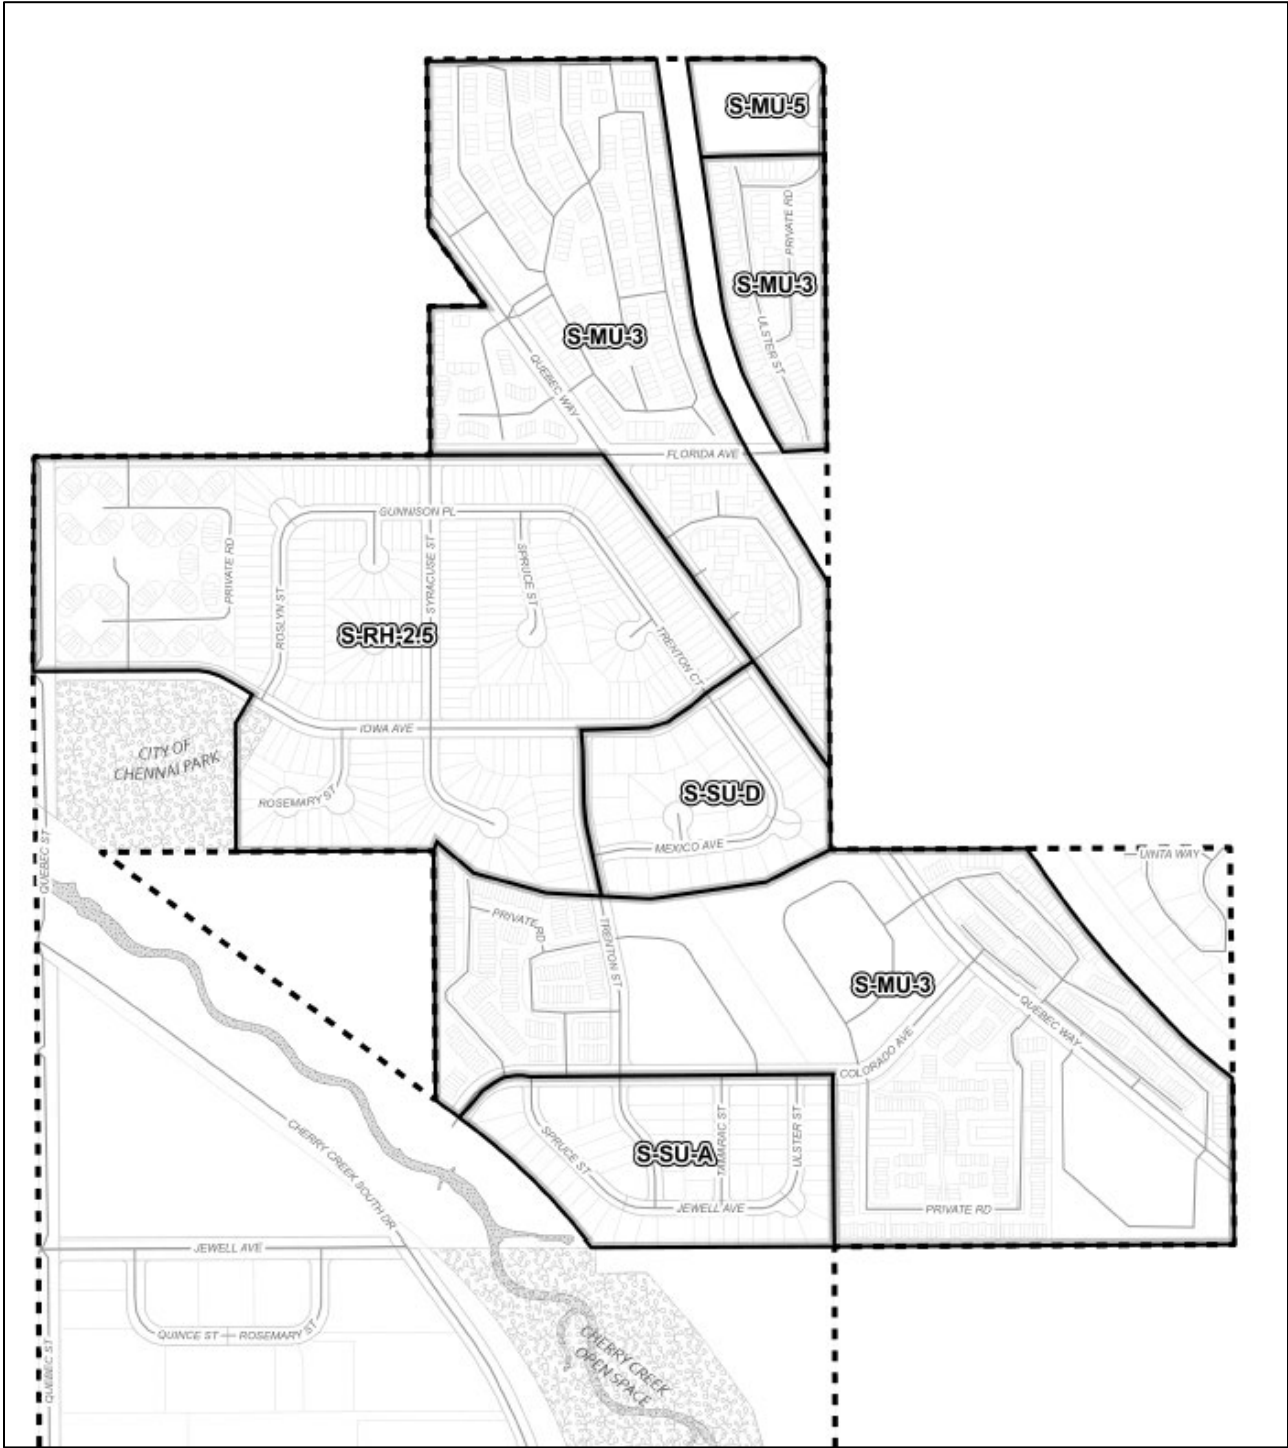 S-MU-5
PRIVATE RD
S-MU-3
ULSTER ST
S-MU-3
QUEBEC WAY
FLORIDA AVE
GUNNISON PL
PRIVATE RD
ROSLYN ST
SYRACUSE ST
SPRUCE ST
S-RH-2.5
TRENTON CT
IOWA AVE
CITY OF
CHENNAI PARK
ROSEMARY ST
S-SU-D
MEXICO AVE
QUEBEC ST
UINTA WAY
PRIVATE RD
TRENTON ST
S-MU-3
QUEBEC WAY
COLORADO AVE
CHERRY CREEK SOUTH DR
SPRUCE ST
S-SU-A
TAMARAC ST
ULSTER ST
JEWELL AVE
PRIVATE RD
JEWELL AVE
QUINCE ST
ROSEMARY ST
QUEBEC ST
CHERRY CREEK
OPEN SPACE